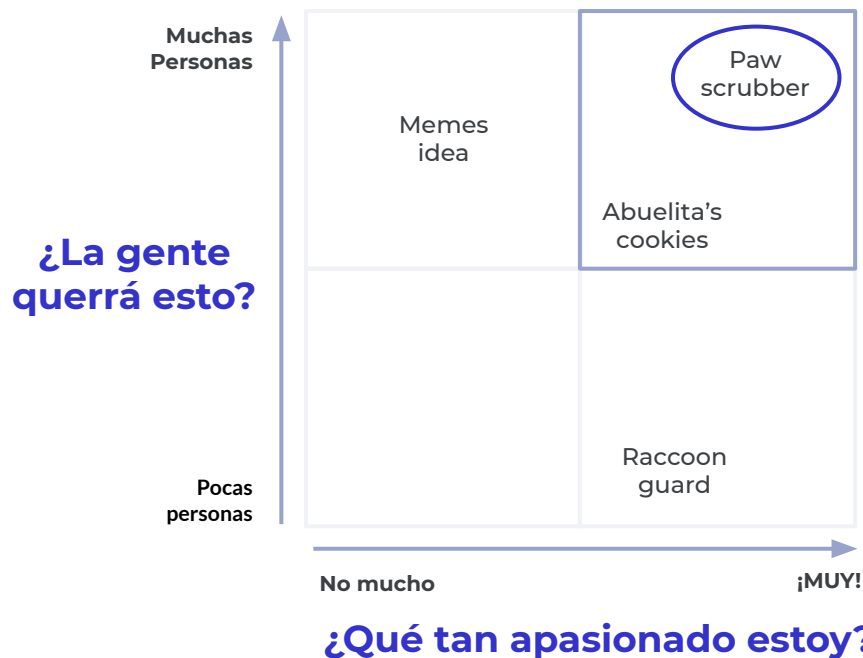 Muchas
Personas
Paw
scrubber
Memes
idea
Abuelita's
cookies
¿La gente
querrá esto?
Raccoon
guard
Pocas
personas
No mucho
¡MUY!
¿Qué tan apasionado estoy?